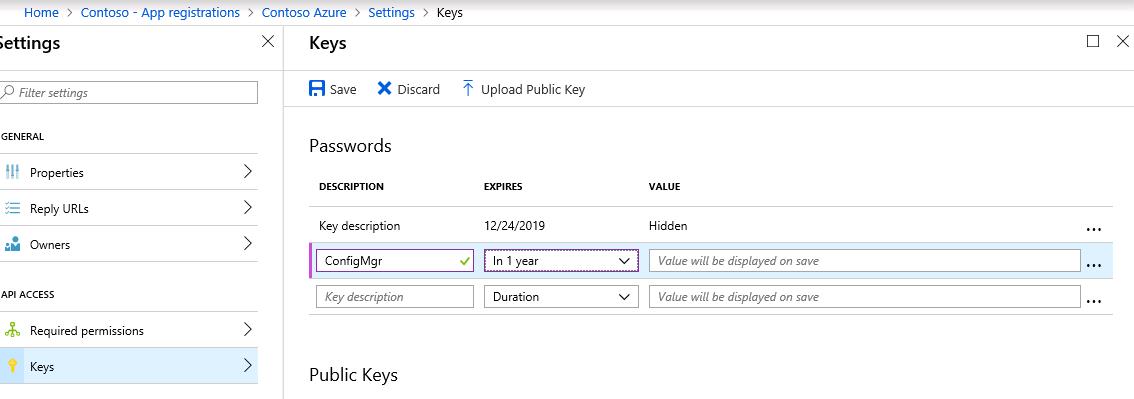 Home > Contoso - App registrations > Contoso Azure > Settings > Keys
Settings
Filter settings
GENERAL
Properties
Reply URLs
Owners
API ACCESS
Required permissions
Keys
Keys
Save Discard Upload Public Key
Passwords
DESCRIPTION EXPIRES VALUE
Key description 12/24/2019 Hidden ...
ConfigMgr In 1 year Value will be displayed on save ...
Key description Duration Value will be displayed on save ...
Public Keys